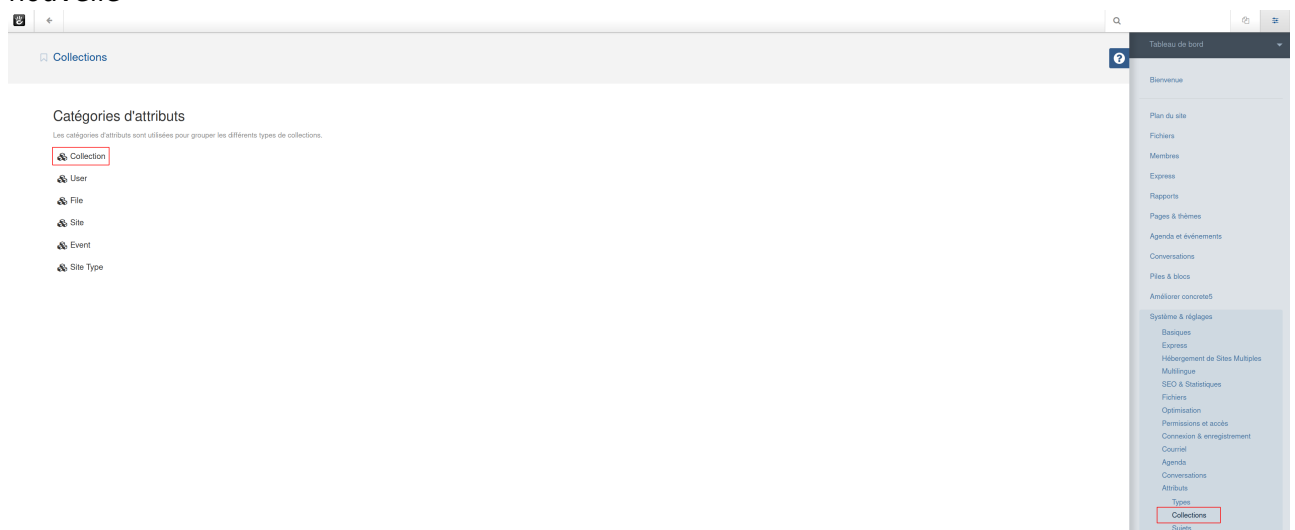 Tableau de bord
Collections
Bienvenue
Catégories d'attributs
Les catégories d'attributs sont utilisées pour grouper les différents types de collections.
Collection
User
File
Site
Event
Site Type
Plan du site
Fichiers
Membres
Express
Rapports
Pages & thèmes
Agenda et événements
Conversations
Piles & blocs
Améliorer concrete5
Système & réglages
Basiques
Express
Hébergement de Sites Multiples
Multilingue
SEO & Statistiques
Fichiers
Optimisation
Permissions et accès
Connexion & enregistrement
Courriel
Agenda
Conversations
Attributs
Types
Collections
Sujets